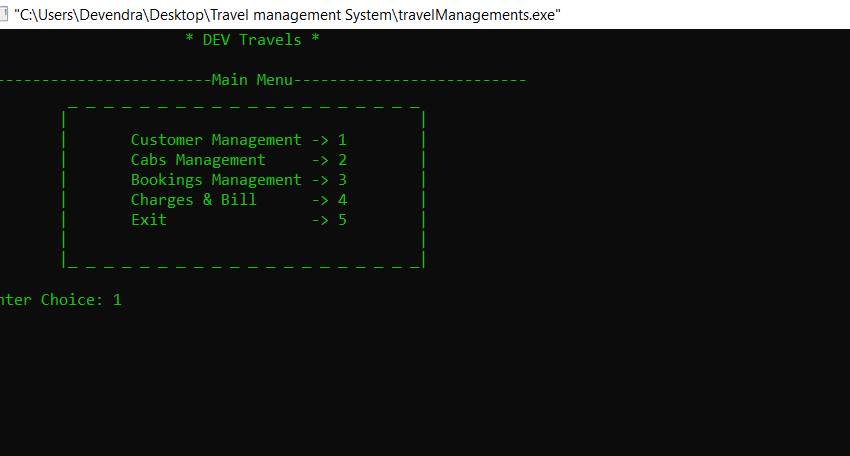 "C:\Users\Devendra\Desktop\Travel management System\travelManagements.exe"
* DEV Travels *
------------------------Main Menu--------------------------
Customer Management -> 1
Cabs Management -> 2
Bookings Management -> 3
Charges & Bill -> 4
Exit -> 5
nter Choice: 1